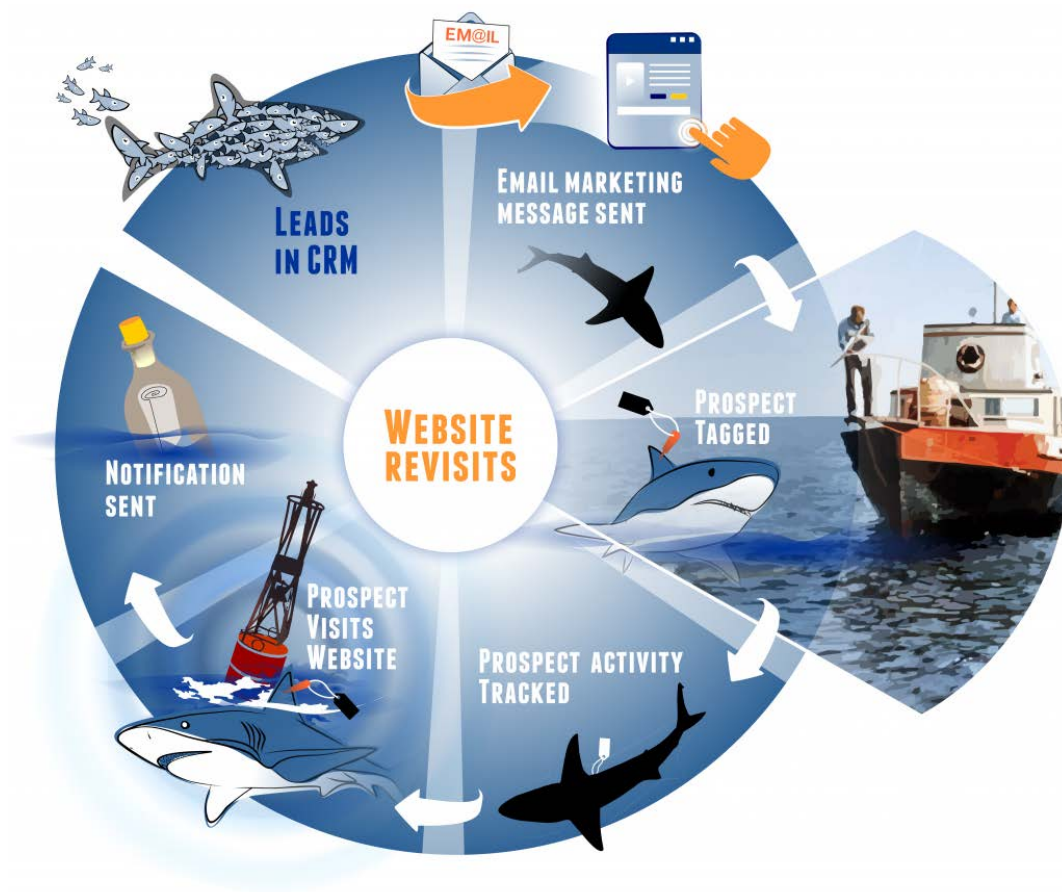 EM@IL
LEADS
IN CRM
EMAIL MARKETING
MESSAGE SENT
PROSPECT
TAGGED
PROSPECT ACTIVITY
TRACKED
PROSPECT
VISITS
WEBSITE
NOTIFICATION
SENT
WEBSITE
REVISITS